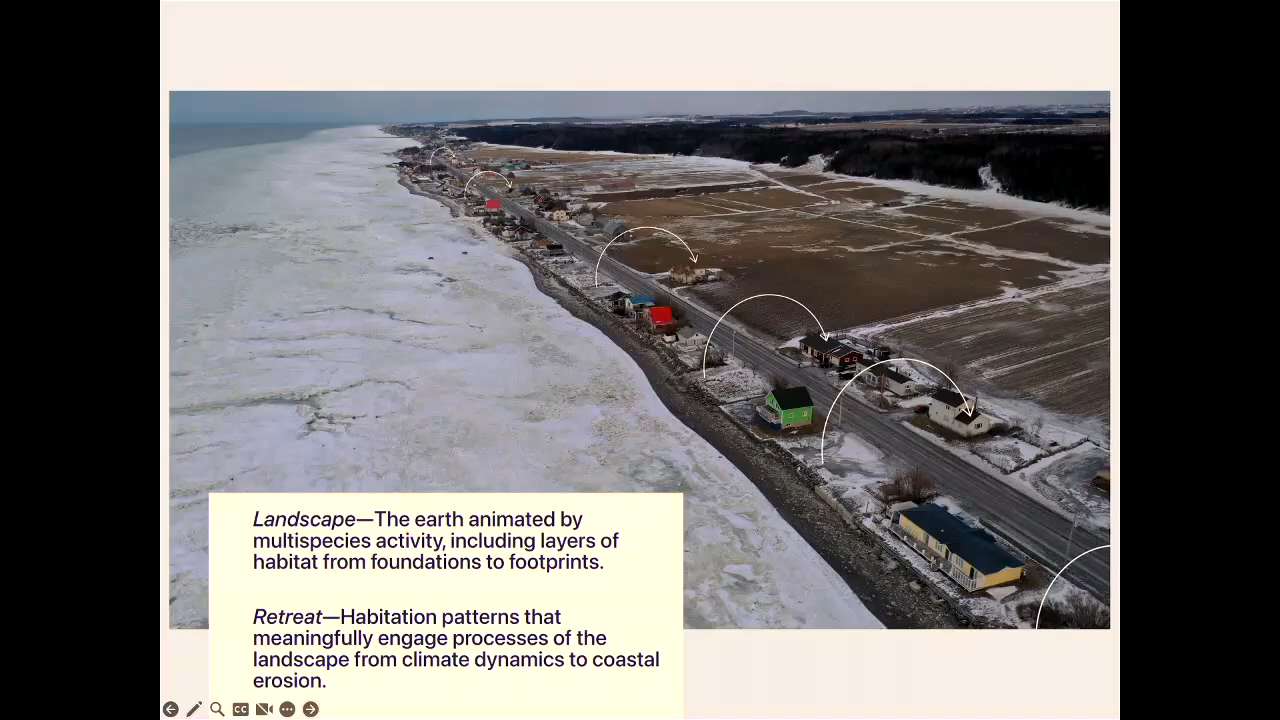 Landscape—The earth animated by
multispecies activity, including layers of
habitat from foundations to footprints.
Retreat—Habitation patterns that
meaningfully engage processes of the
landscape from climate dynamics to coastal
erosion.
CC